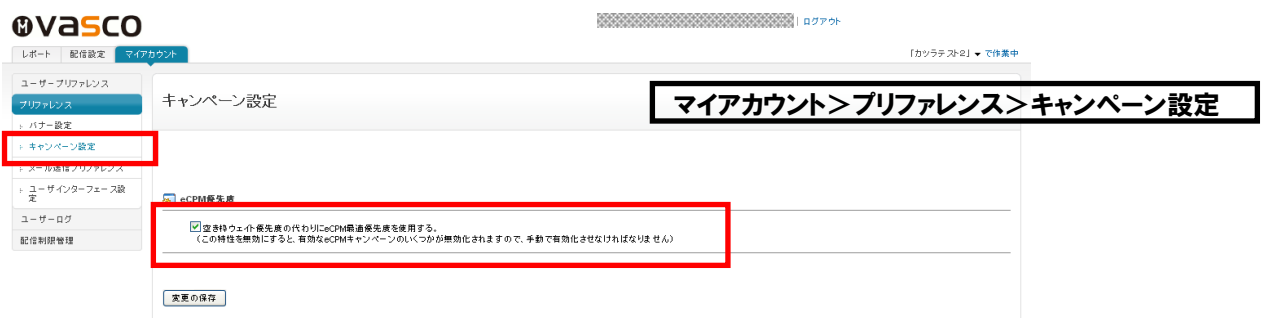 vasco
ログアウト
レポート 配信設定 マイアカウント
「カツラテスト2」 で作業中
ユーザープリファレンス
プリファレンス
バナー設定
キャンペーン設定
メール送信プリファレンス
ユーザインターフェース設定
ユーザーログ
配信制限管理
キャンペーン設定
マイアカウント＞プリファレンス＞キャンペーン設定
eCPM優先度
空き枠ウェイト優先度の代わりにeCPM最適優先度を使用する。
（この特性を無効にすると、有効なeCPMキャンペーンのいくつかが無効化されますので、手動で有効化させなければなりません）
変更の保存